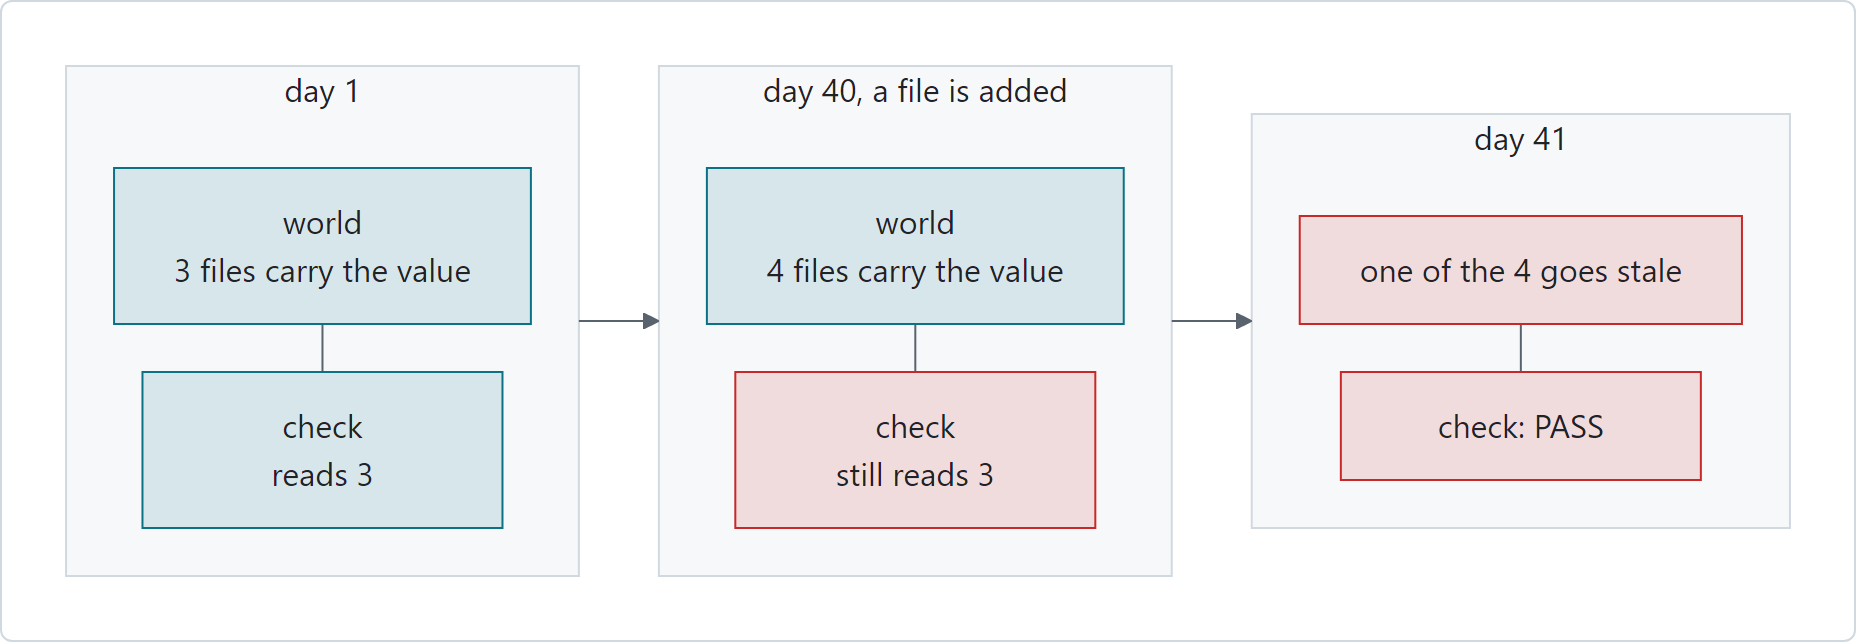 day 1
world
3 files carry the value
check
reads 3
day 40, a file is added
world
4 files carry the value
check
still reads 3
day 41
one of the 4 goes stale
check: PASS